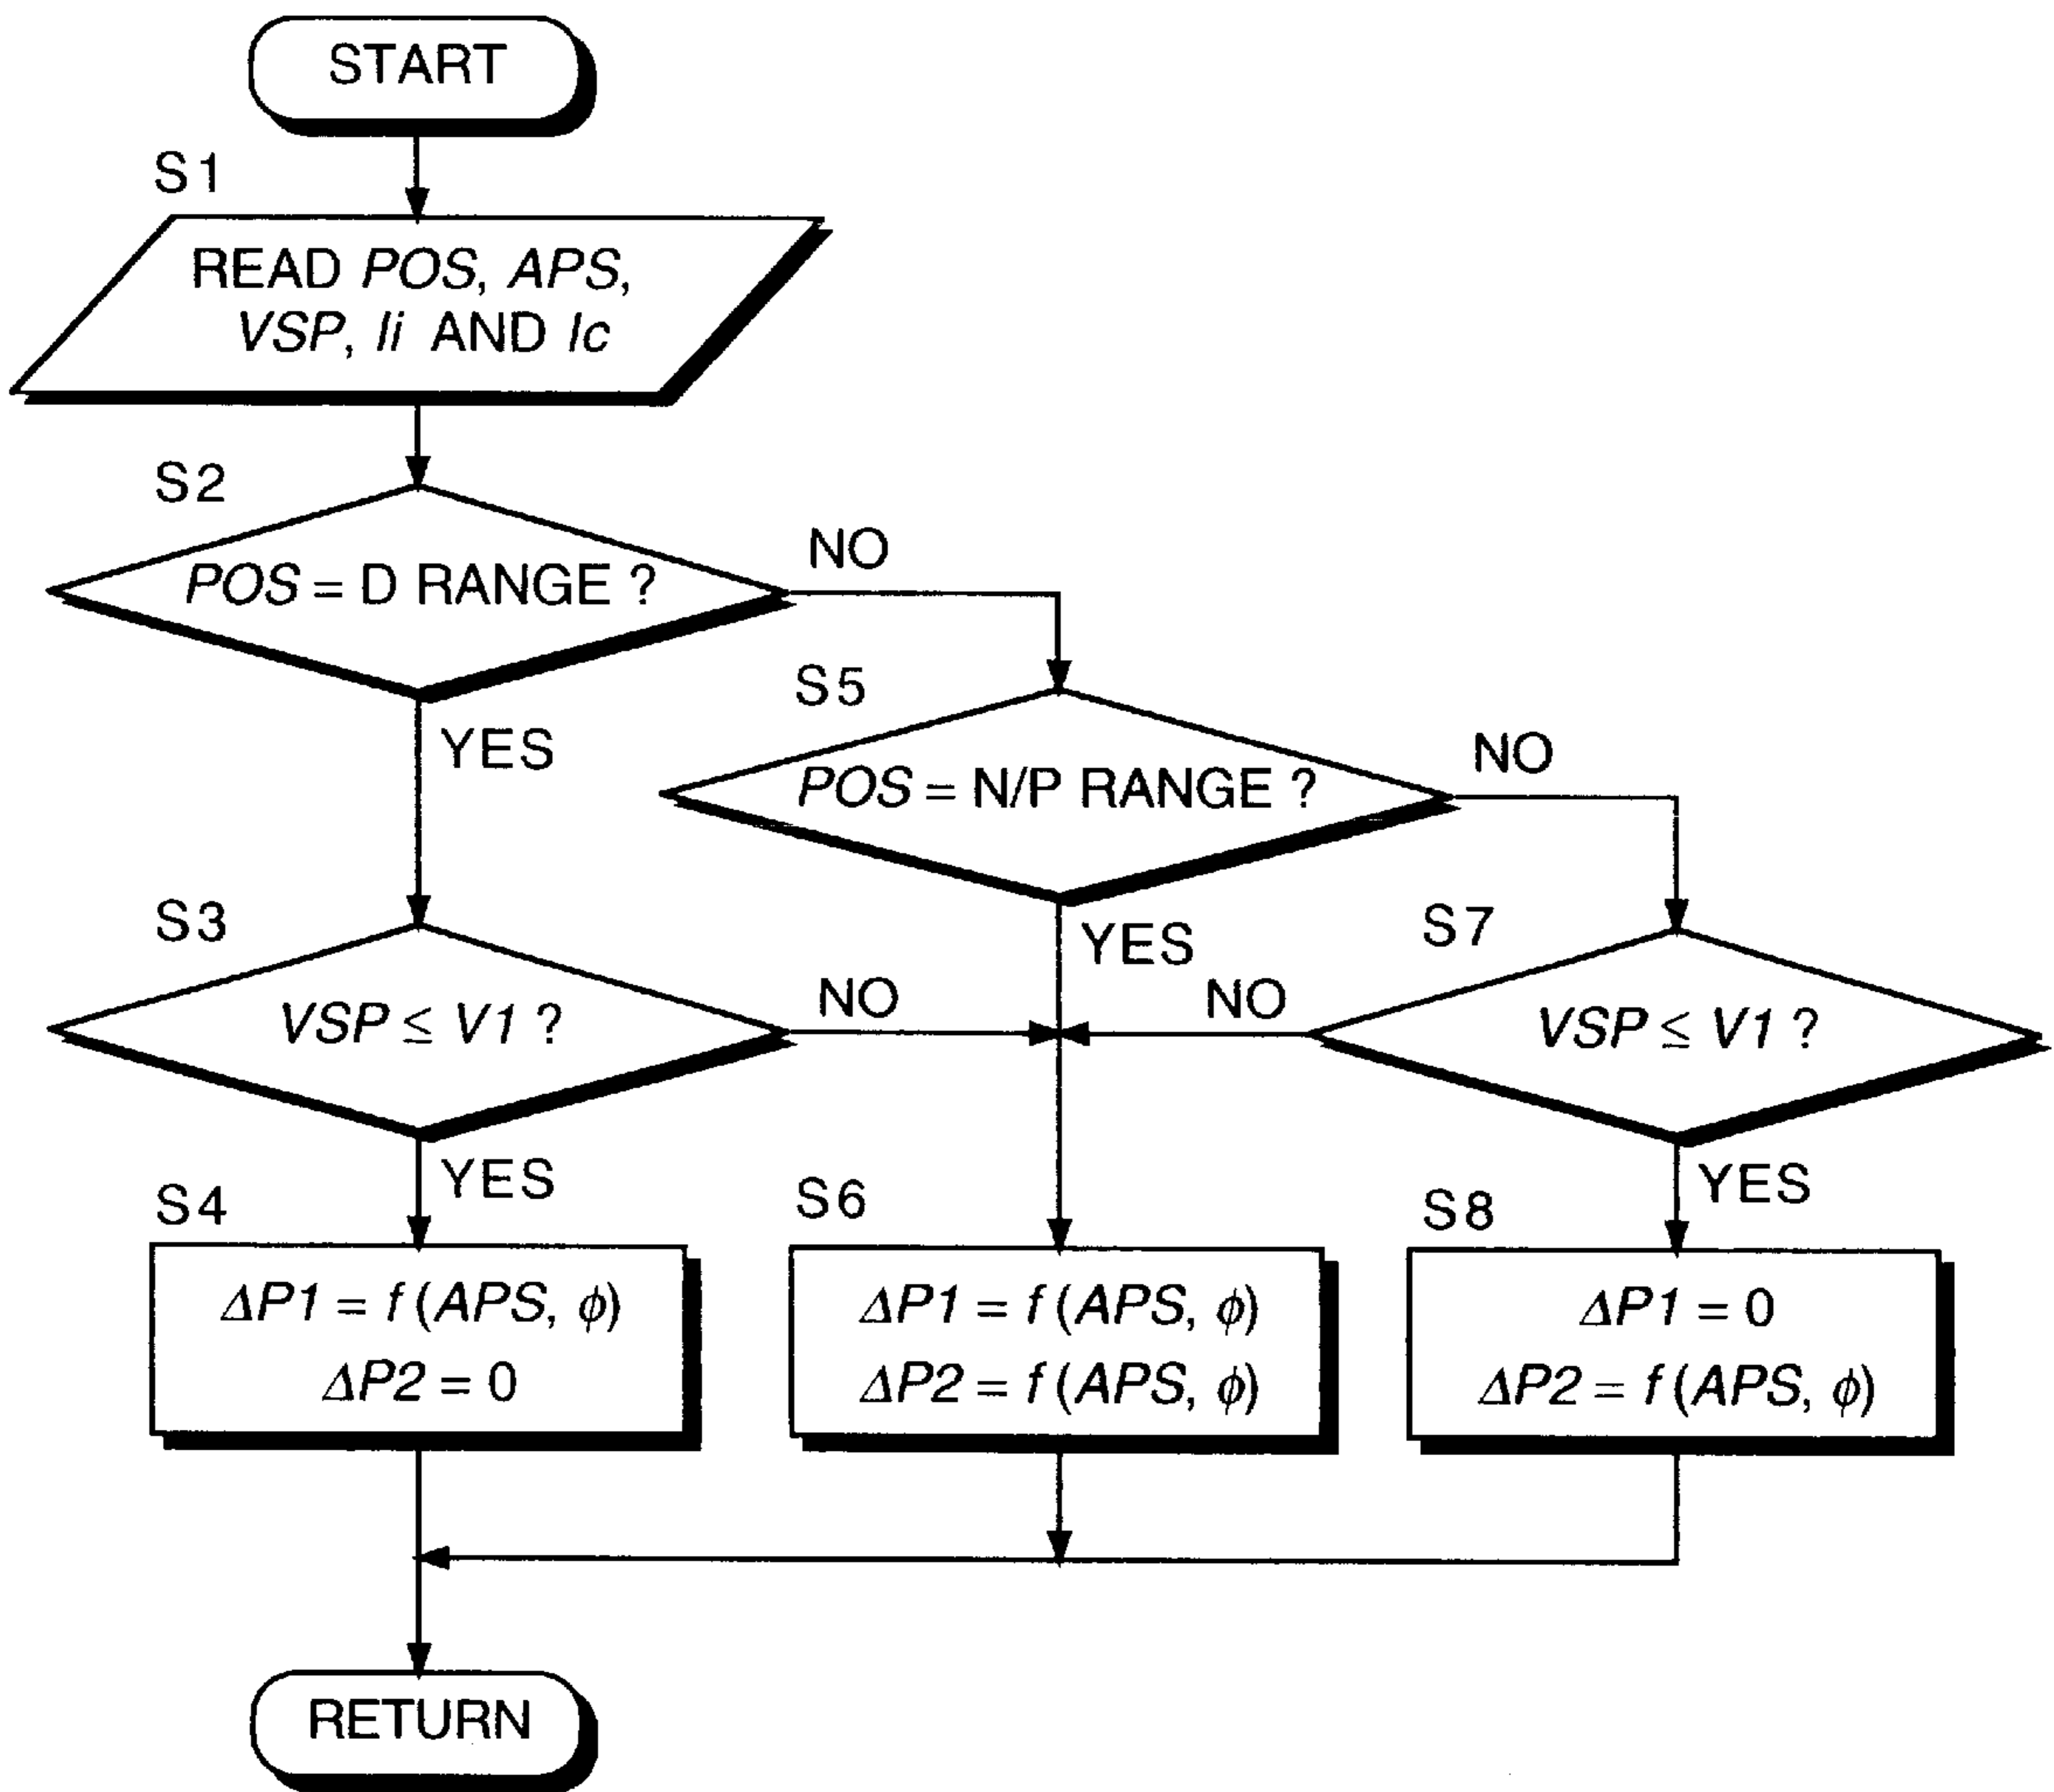 START
S1
READ POS, APS,
VSP, Ii AND Ic
S2
POS = D RANGE ?
NO
YES
S5
POS = N/P RANGE ?
NO
YES
S3
VSP ≤ V1 ?
NO
YES
S7
VSP ≤ V1 ?
NO
YES
S4
ΔP1 = f (APS, ϕ)
ΔP2 = 0
S6
ΔP1 = f (APS, ϕ)
ΔP2 = f (APS, ϕ)
S8
ΔP1 = 0
ΔP2 = f (APS, ϕ)
RETURN